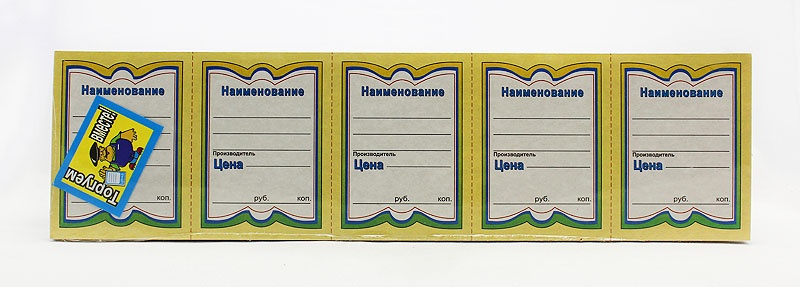 Наименование
коп.
Торгуем
вместе!
Наименование
Производитель
Цена
руб. коп.
Наименование
Производитель
Цена
руб. коп.
Наименование
Производитель
Цена
руб. коп.
Наименование
Производитель
Цена
руб. коп.